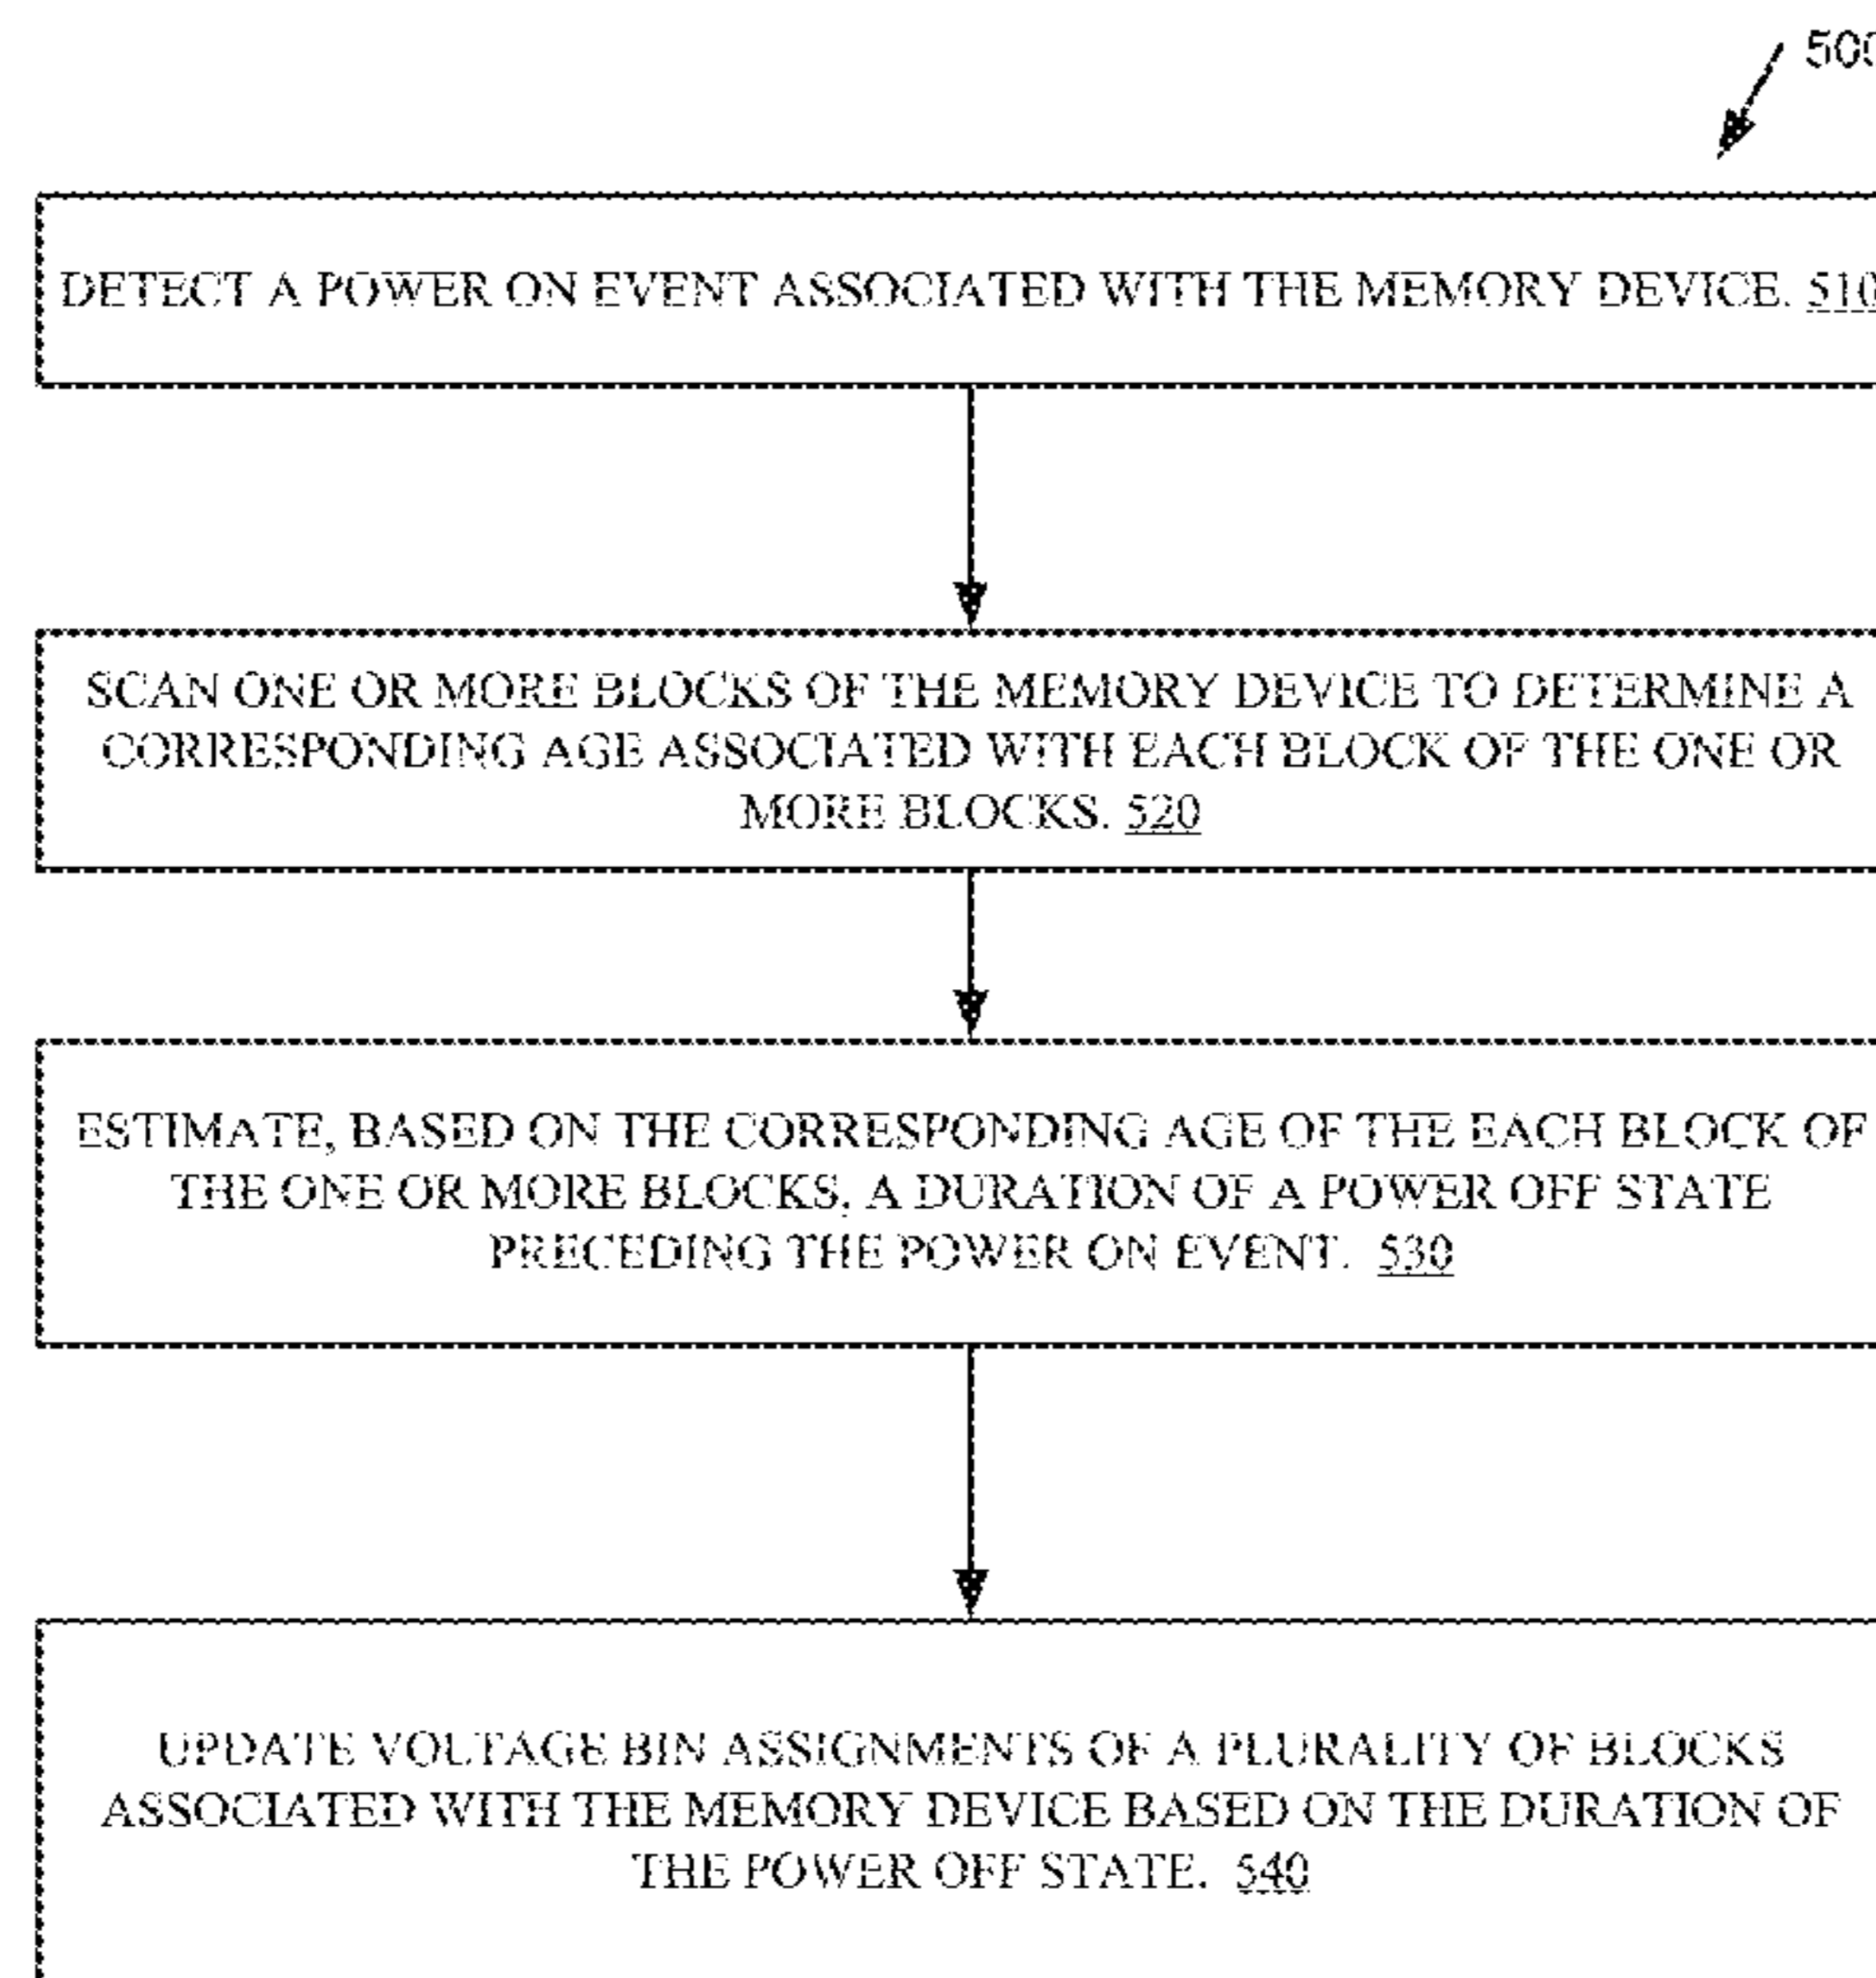 500
DETECT A POWER ON EVENT ASSOCIATED WITH THE MEMORY DEVICE. 510
SCAN ONE OR MORE BLOCKS OF THE MEMORY DEVICE TO DETERMINE A
CORRESPONDING AGE ASSOCIATED WITH EACH BLOCK OF THE ONE OR
MORE BLOCKS. 520
ESTIMATE, BASED ON THE CORRESPONDING AGE OF THE EACH BLOCK OF
THE ONE OR MORE BLOCKS, A DURATION OF A POWER OFF STATE
PRECEDING THE POWER ON EVENT. 530
UPDATE VOLTAGE BIN ASSIGNMENTS OF A PLURALITY OF BLOCKS
ASSOCIATED WITH THE MEMORY DEVICE BASED ON THE DURATION OF
THE POWER OFF STATE. 540